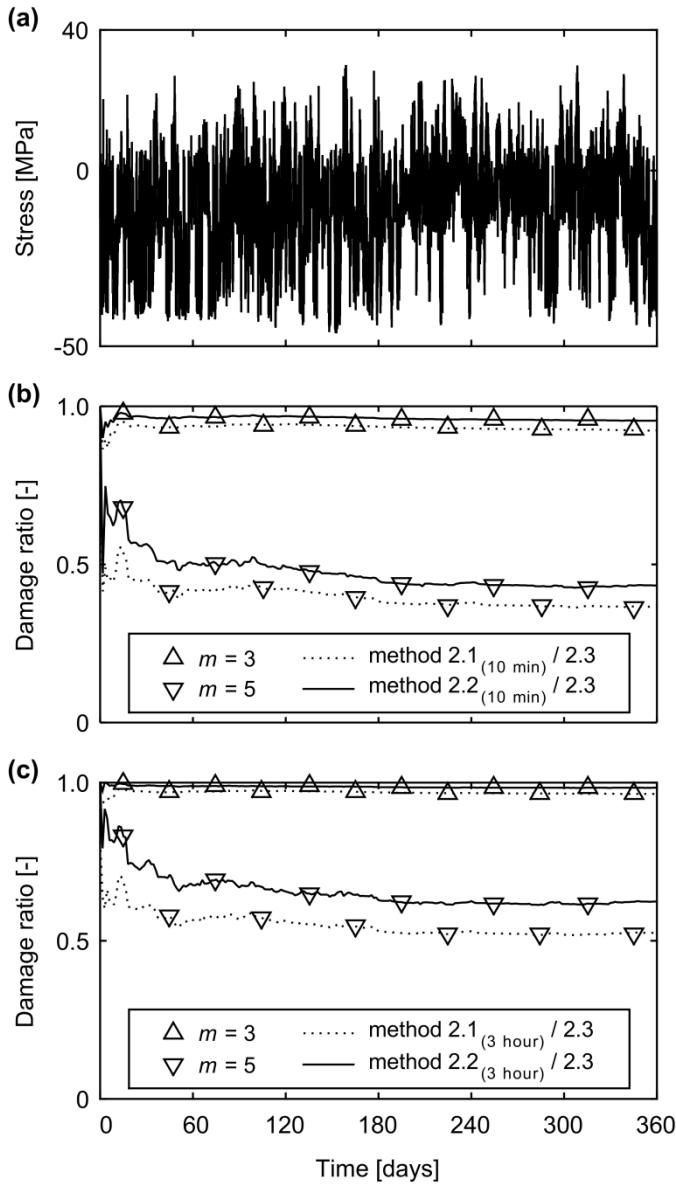 (a)
40
0
-50
Stress [MPa]
(b)
1.0
0.5
0
Damage ratio [-]
m = 3 method 2.1(10 min) / 2.3
m = 5 method 2.2(10 min) / 2.3
(c)
1.0
0.5
0
Damage ratio [-]
m = 3 method 2.1(3 hour) / 2.3
m = 5 method 2.2(3 hour) / 2.3
0 60 120 180 240 300 360
Time [days]